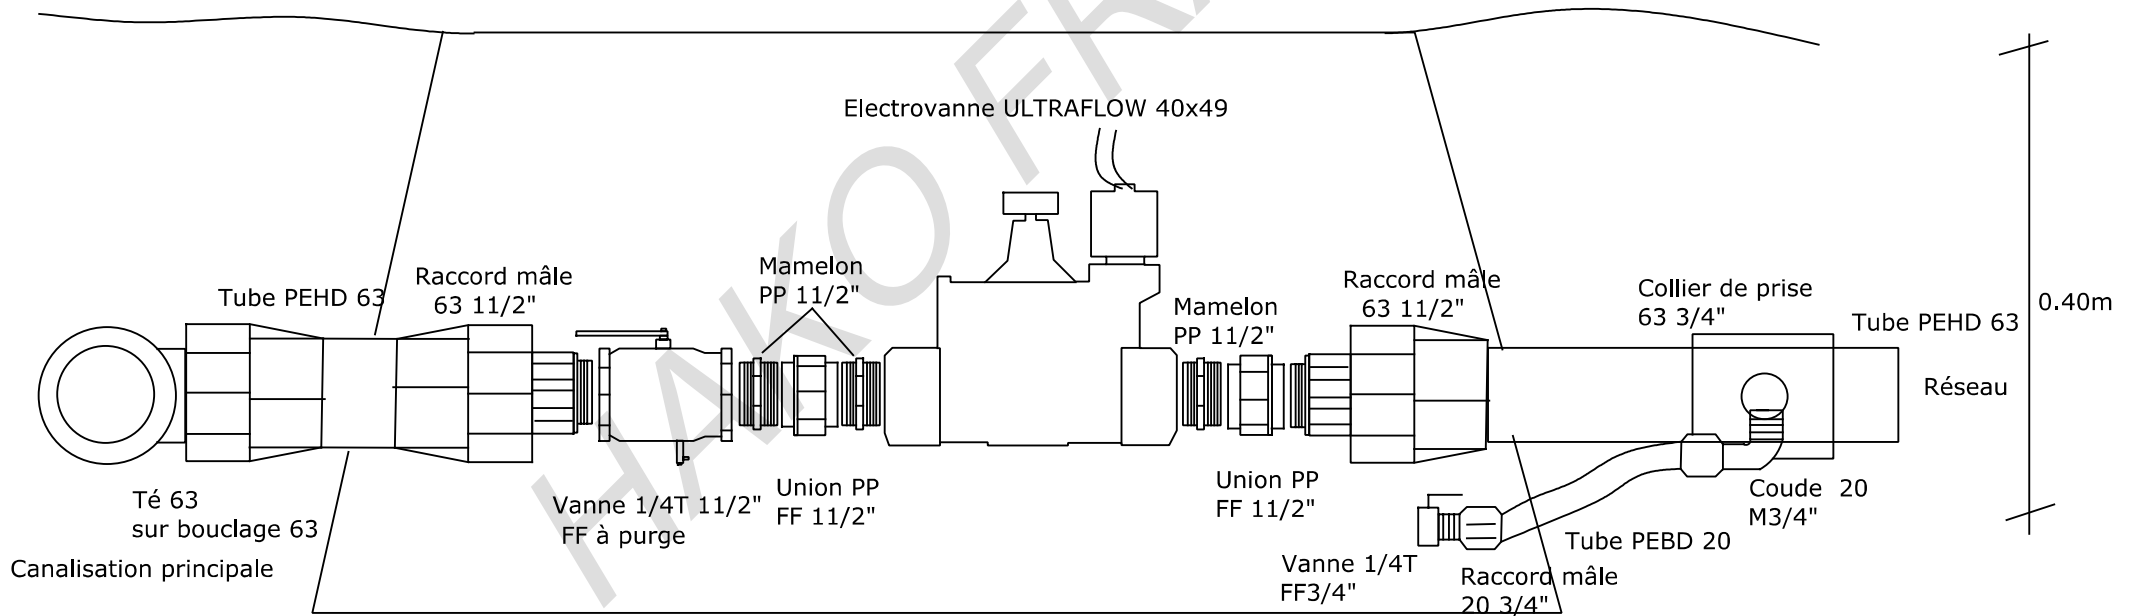 Electrovanne ULTRAFLOW 40x49
Tube PEHD 63
Raccord mâle
63 11/2"
Mamelon
PP 11/2"
Mamelon
PP 11/2"
Raccord mâle
63 11/2"
Collier de prise
63 3/4"
Tube PEHD 63
0.40m
Réseau
Té 63
sur bouclage 63
Canalisation principale
Vanne 1/4T 11/2"
FF à purge
Union PP
FF 11/2"
Union PP
FF 11/2"
Coude 20
M3/4"
Tube PEBD 20
Vanne 1/4T
FF3/4"
Raccord mâle
20 3/4"
HAKO FRA